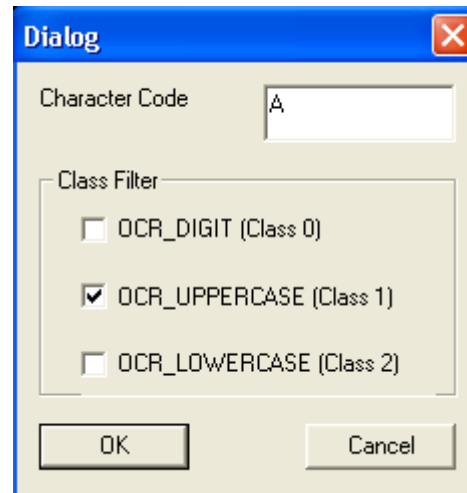 Dialog
Character Code A
Class Filter
OCR_DIGIT (Class 0)
OCR_UPPERCASE (Class 1)
OCR_LOWERCASE (Class 2)
OK Cancel